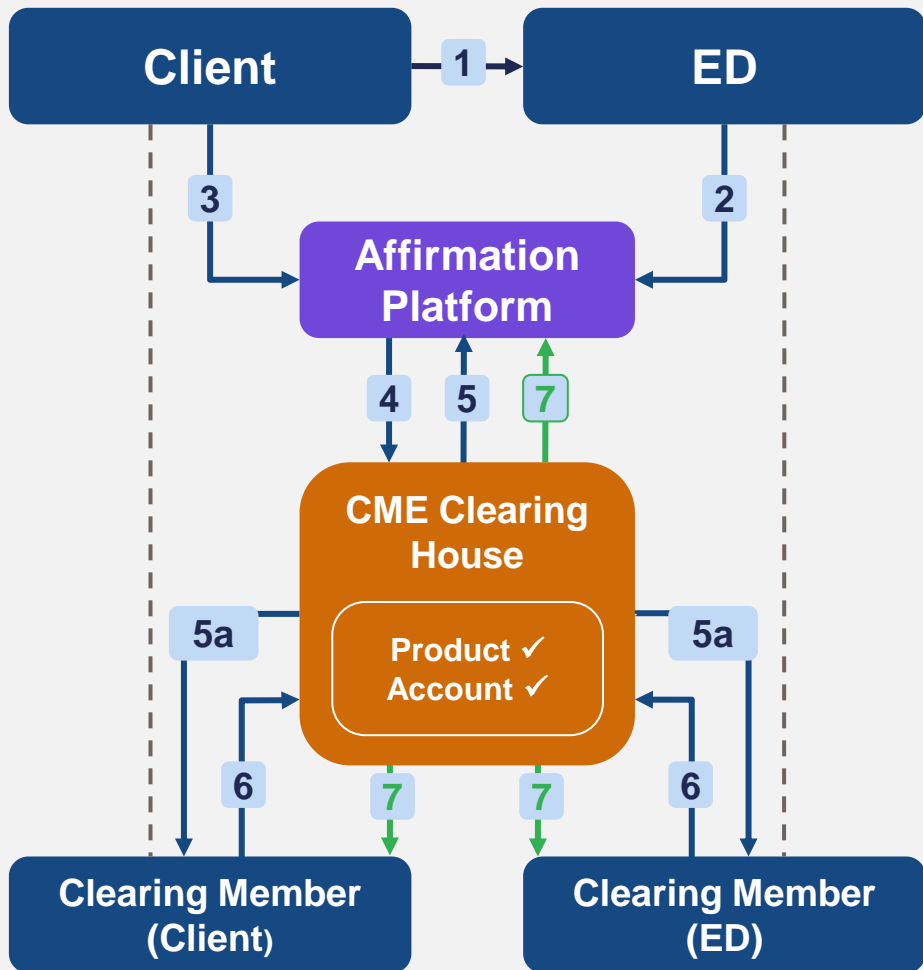 Client
1
ED
3
2
Affirmation
Platform
4
5
7
CME Clearing
House
5a
5a
Product ✓
Account ✓
6
7
7
6
Clearing Member
(Client)
Clearing Member
(ED)